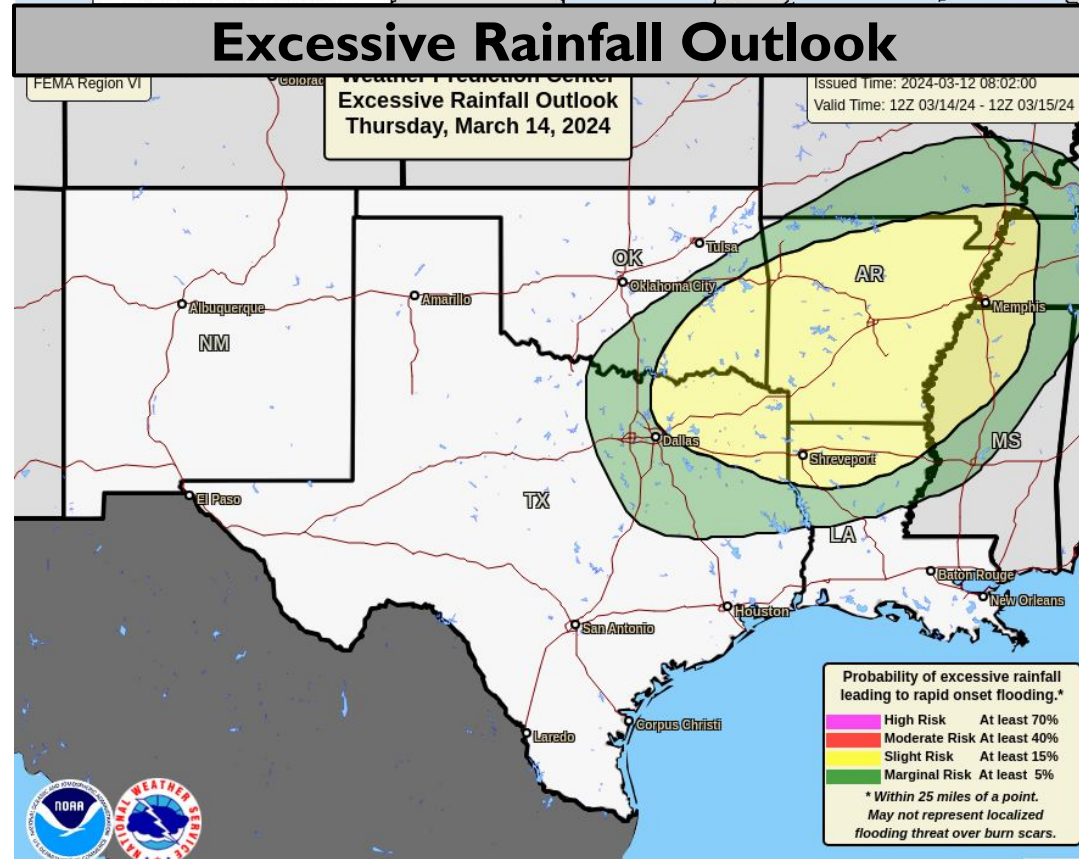 Excessive Rainfall Outlook
FEMA Region VI
Weather Prediction Center
Excessive Rainfall Outlook
Thursday, March 14, 2024
Issued Time: 2024-03-12 08:02:00
Valid Time: 12Z 03/14/24 - 12Z 03/15/24
Tulsa
OK
Oklahoma City
AR
Amarillo
Albuquerque
Memphis
NM
Dallas
MS
Shreveport
El Paso
TX
LA
Baton Rouge
New Orleans
Houston
San Antonio
Corpus Christi
Laredo
Probability of excessive rainfall
leading to rapid onset flooding.*
High Risk At least 70%
Moderate Risk At least 40%
Slight Risk At least 15%
Marginal Risk At least 5%
* Within 25 miles of a point.
May not represent localized
flooding threat over burn scars.
NOAA
NATIONAL WEATHER SERVICE